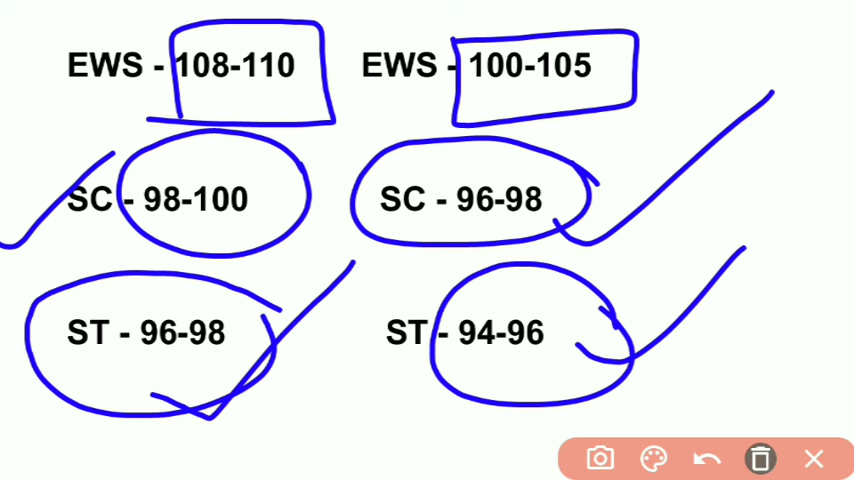 EWS - 108-110 EWS - 100-105
SC - 98-100 SC - 96-98
ST - 96-98 ST - 94-96